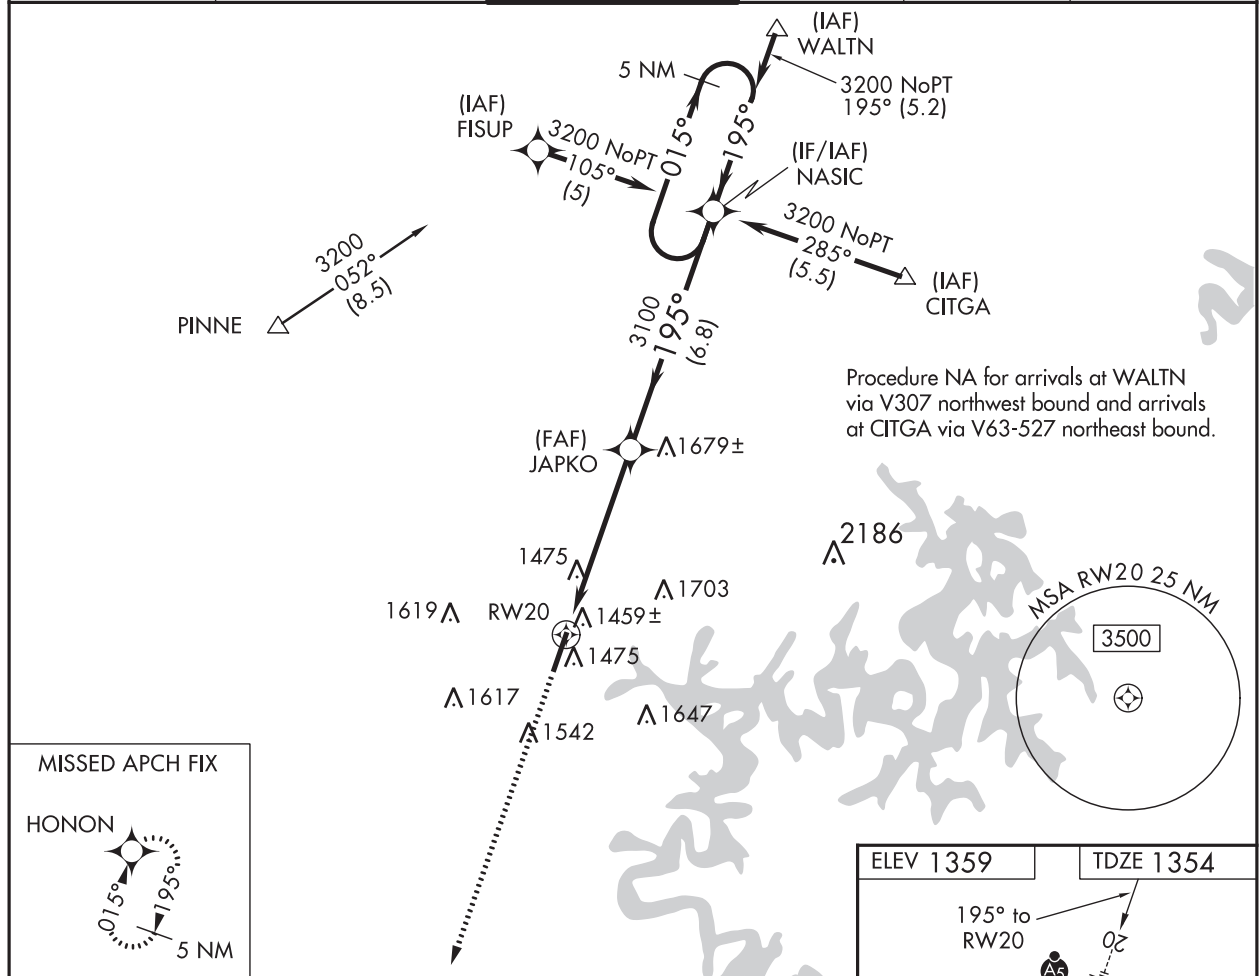 (IAF)
WALTN
5 NM
3200 NoPT
195° (5.2)
(IAF)
FISUP
3200 NoPT
105°
(5)
015°
195°
(IF/IAF)
NASIC
3200 NoPT
285°
(5.5)
(IAF)
CITGA
3200
052°
(8.5)
PINNE
3100
195°
(6.8)
Procedure NA for arrivals at WALTN
via V307 northwest bound and arrivals
at CITGA via V63-527 northeast bound.
(FAF)
JAPKO
1679±
2186
1475
1703
1619
RW20
1459±
1475
1617
1647
1542
MSA RW20 25 NM
3500
MISSED APCH FIX
HONON
015°
195°
5 NM
ELEV 1359
TDZE 1354
195° to
RW20
20
A5